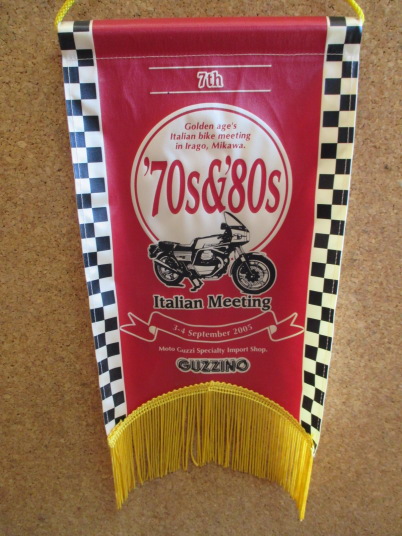 7th
Golden age's
Italian bike meeting
in Irago, Mikawa.
'70s&'80s
Italian Meeting
3-4 September 2005
Moto Guzzi Specialty Import Shop.
GUZZINO